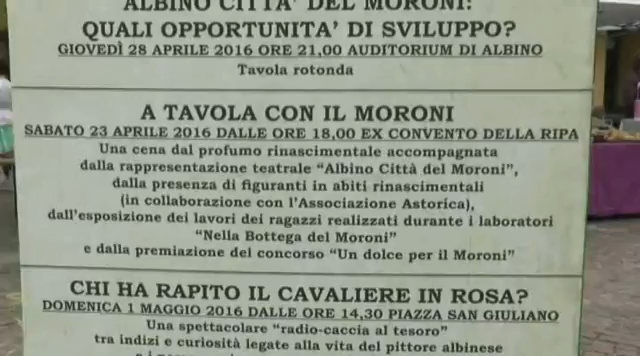 ALBINO CITTA' DEL MORONI:
QUALI OPPORTUNITA' DI SVILUPPO?
GIOVEDÌ 28 APRILE 2016 ORE 21,00 AUDITORIUM DI ALBINO
Tavola rotonda
A TAVOLA CON IL MORONI
SABATO 23 APRILE 2016 DALLE ORE 18,00 EX CONVENTO DELLA RIPA
Una cena dal profumo rinascimentale accompagnata
dalla rappresentazione teatrale "Albino Città del Moroni",
dalla presenza di figuranti in abiti rinascimentali
(in collaborazione con l'Associazione Astorica),
dall'esposizione dei lavori dei ragazzi realizzati durante i laboratori
"Nella Bottega del Moroni"
e dalla premiazione del concorso "Un dolce per il Moroni"
CHI HA RAPITO IL CAVALIERE IN ROSA?
DOMENICA 1 MAGGIO 2016 DALLE ORE 14,30 PIAZZA SAN GIULIANO
Una spettacolare "radio-caccia al tesoro"
tra indizi e curiosità legate alla vita del pittore albinese